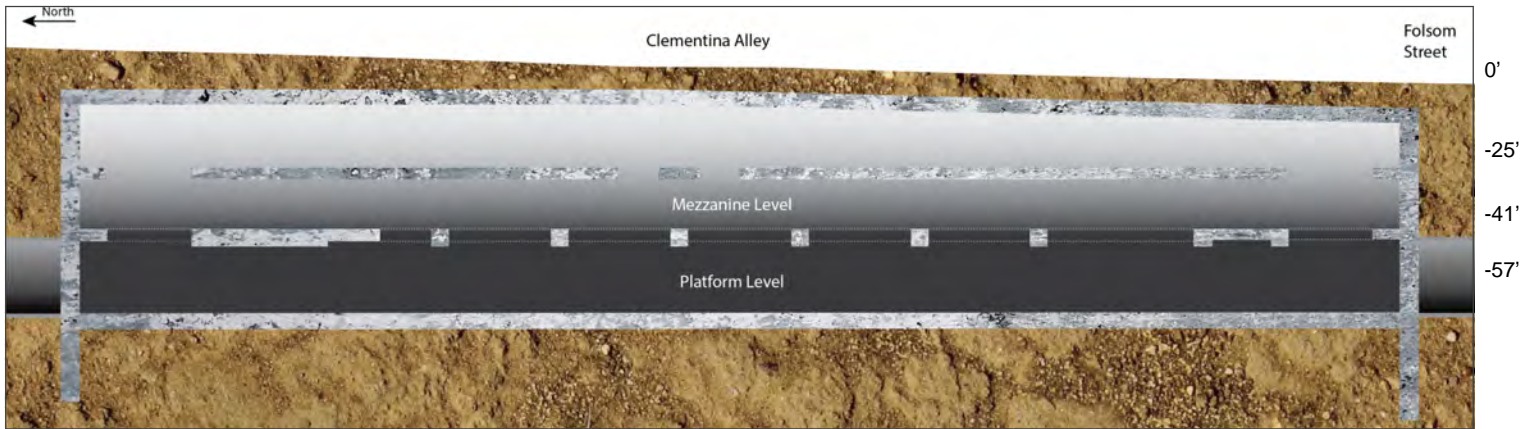 North
Clementina Alley
Folsom
Street
0’
-25’
Mezzanine Level
-41’
-57’
Platform Level